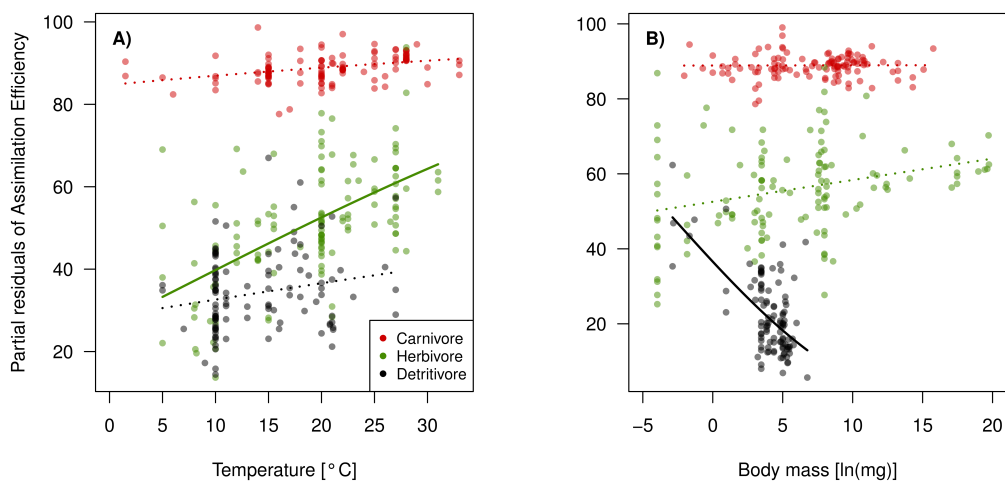 Partial residuals of Assimilation Efficiency
A)
100
80
60
40
20
0 5 10 15 20 25 30
Temperature [°C]
Carnivore
Herbivore
Detritivore
B)
100
80
60
40
20
−5 0 5 10 15 20
Body mass [ln(mg)]